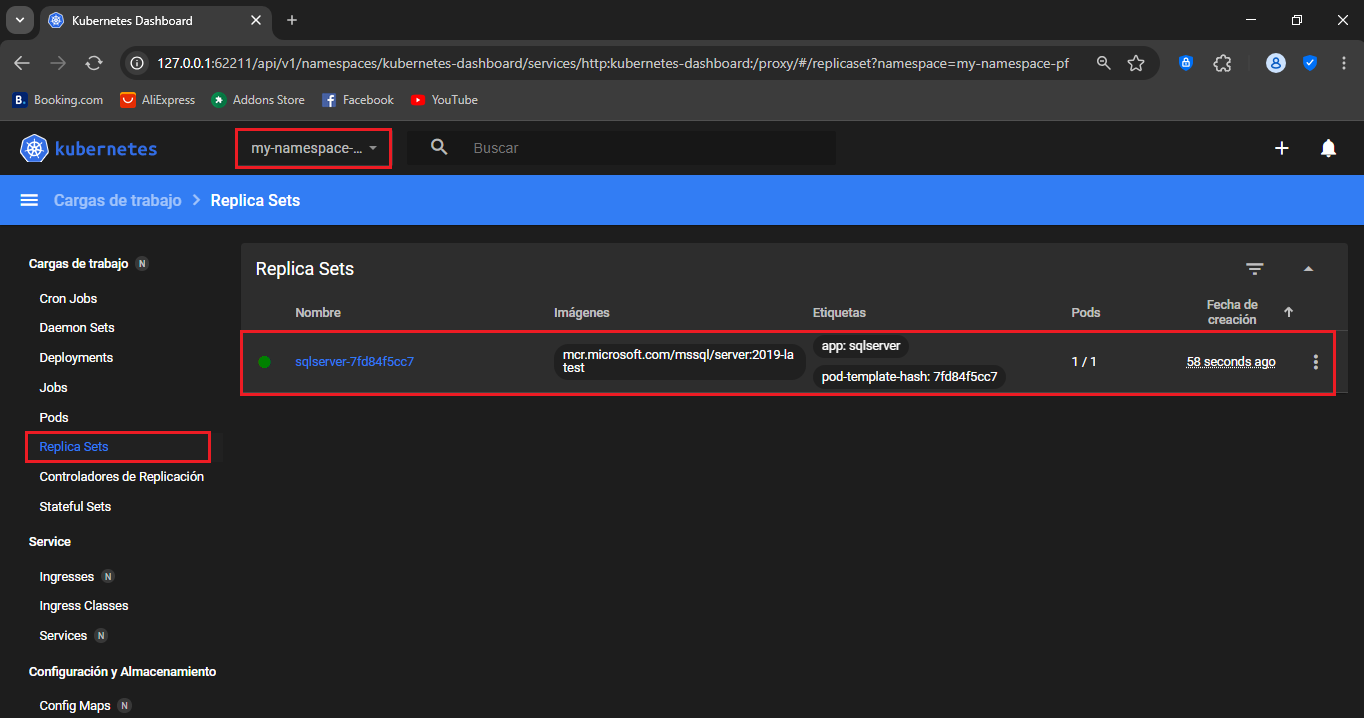 Kubernetes Dashboard
127.0.0.1:62211/api/v1/namespaces/kubernetes-dashboard/services/http:kubernetes-dashboard:/proxy/#/replicaset?namespace=my-namespace-pf
B. Booking.com AliExpress Addons Store Facebook YouTube
kubernetes my-namespace-... Buscar
Cargas de trabajo > Replica Sets
Cargas de trabajo N
Cron Jobs
Daemon Sets
Deployments
Jobs
Pods
Replica Sets
Controladores de Replicación
Stateful Sets
Service
Ingresses N
Ingress Classes
Services N
Configuración y Almacenamiento
Config Maps N
Replica Sets
Nombre Imágenes Etiquetas Pods Fecha de
creación
sqlserver-7fd84f5cc7 mcr.microsoft.com/mssql/server:2019-la
test
app: sqlserver
pod-template-hash: 7fd84f5cc7
1 / 1 58 seconds ago